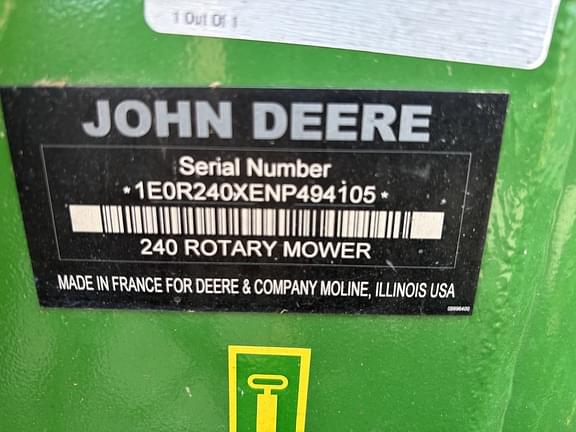 1 Out Of 1
JOHN DEERE
Serial Number
*1E0R240XENP494105*
240 ROTARY MOWER
MADE IN FRANCE FOR DEERE & COMPANY MOLINE, ILLINOIS USA